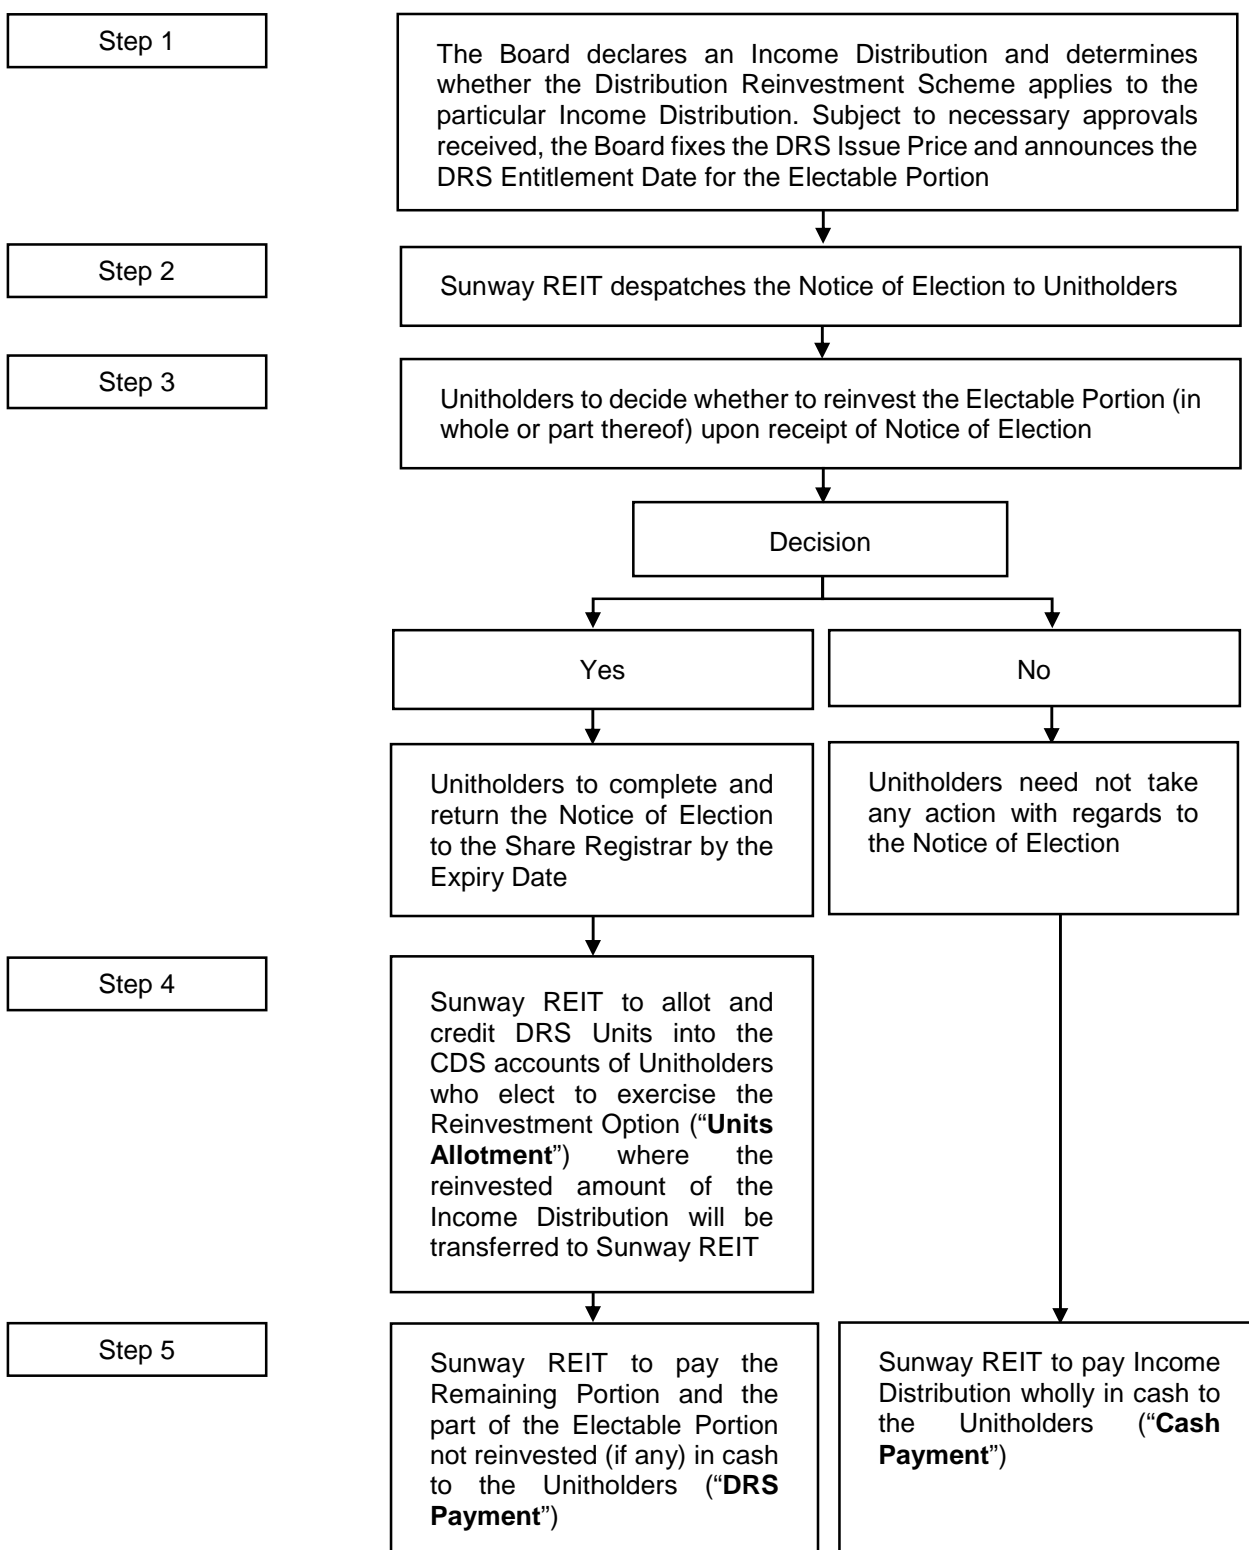 Step 1
The Board declares an Income Distribution and determines
whether the Distribution Reinvestment Scheme applies to the
particular Income Distribution. Subject to necessary approvals
received, the Board fixes the DRS Issue Price and announces the
DRS Entitlement Date for the Electable Portion
Step 2
Sunway REIT despatches the Notice of Election to Unitholders
Step 3
Unitholders to decide whether to reinvest the Electable Portion (in
whole or part thereof) upon receipt of Notice of Election
Decision
Yes
No
Unitholders to complete and
return the Notice of Election
to the Share Registrar by the
Expiry Date
Unitholders need not take
any action with regards to
the Notice of Election
Step 4
Sunway REIT to allot and
credit DRS Units into the
CDS accounts of Unitholders
who elect to exercise the
Reinvestment Option (“Units
Allotment”) where the
reinvested amount of the
Income Distribution will be
transferred to Sunway REIT
Step 5
Sunway REIT to pay the
Remaining Portion and the
part of the Electable Portion
not reinvested (if any) in cash
to the Unitholders (“DRS
Payment”)
Sunway REIT to pay Income
Distribution wholly in cash to
the Unitholders (“Cash
Payment”)